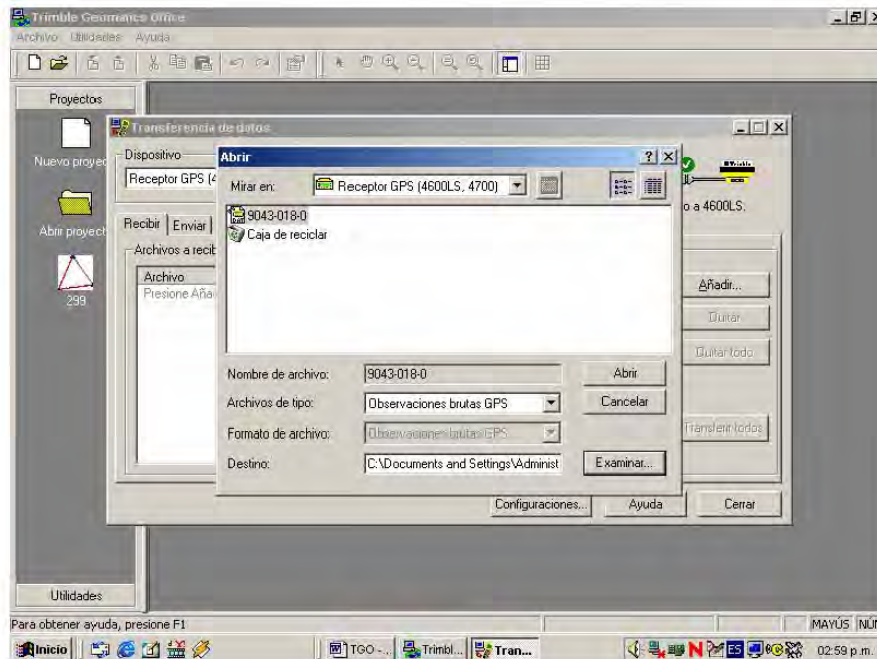 Trimble Geomatics Office
Archivo Utilidades Ayuda
Proyectos
Nuevo proyec
Abrir proyect
299
Utilidades
Transferencia de datos
Dispositivo
Receptor GPS (4
o a 4600LS.
Recibir Enviar
Archivos a recib
Archivo
Presione Aña
Añadir...
Quitar
Quitar todo
Transferir todos
Configuraciones... Ayuda Cerrar
Abrir
Mirar en: Receptor GPS (4600LS, 4700)
9043-018-0
Caja de reciclar
Nombre de archivo: 9043-018-0 Abrir
Archivos de tipo: Observaciones brutas GPS Cancelar
Formato de archivo: Observaciones brutas GPS
Destino: C:\Documents and Settings\Administ Examinar...
Para obtener ayuda, presione F1 MAYÚS NÚM
Inicio TGO -... Trimbl... Tran... ES 02:59 p.m.